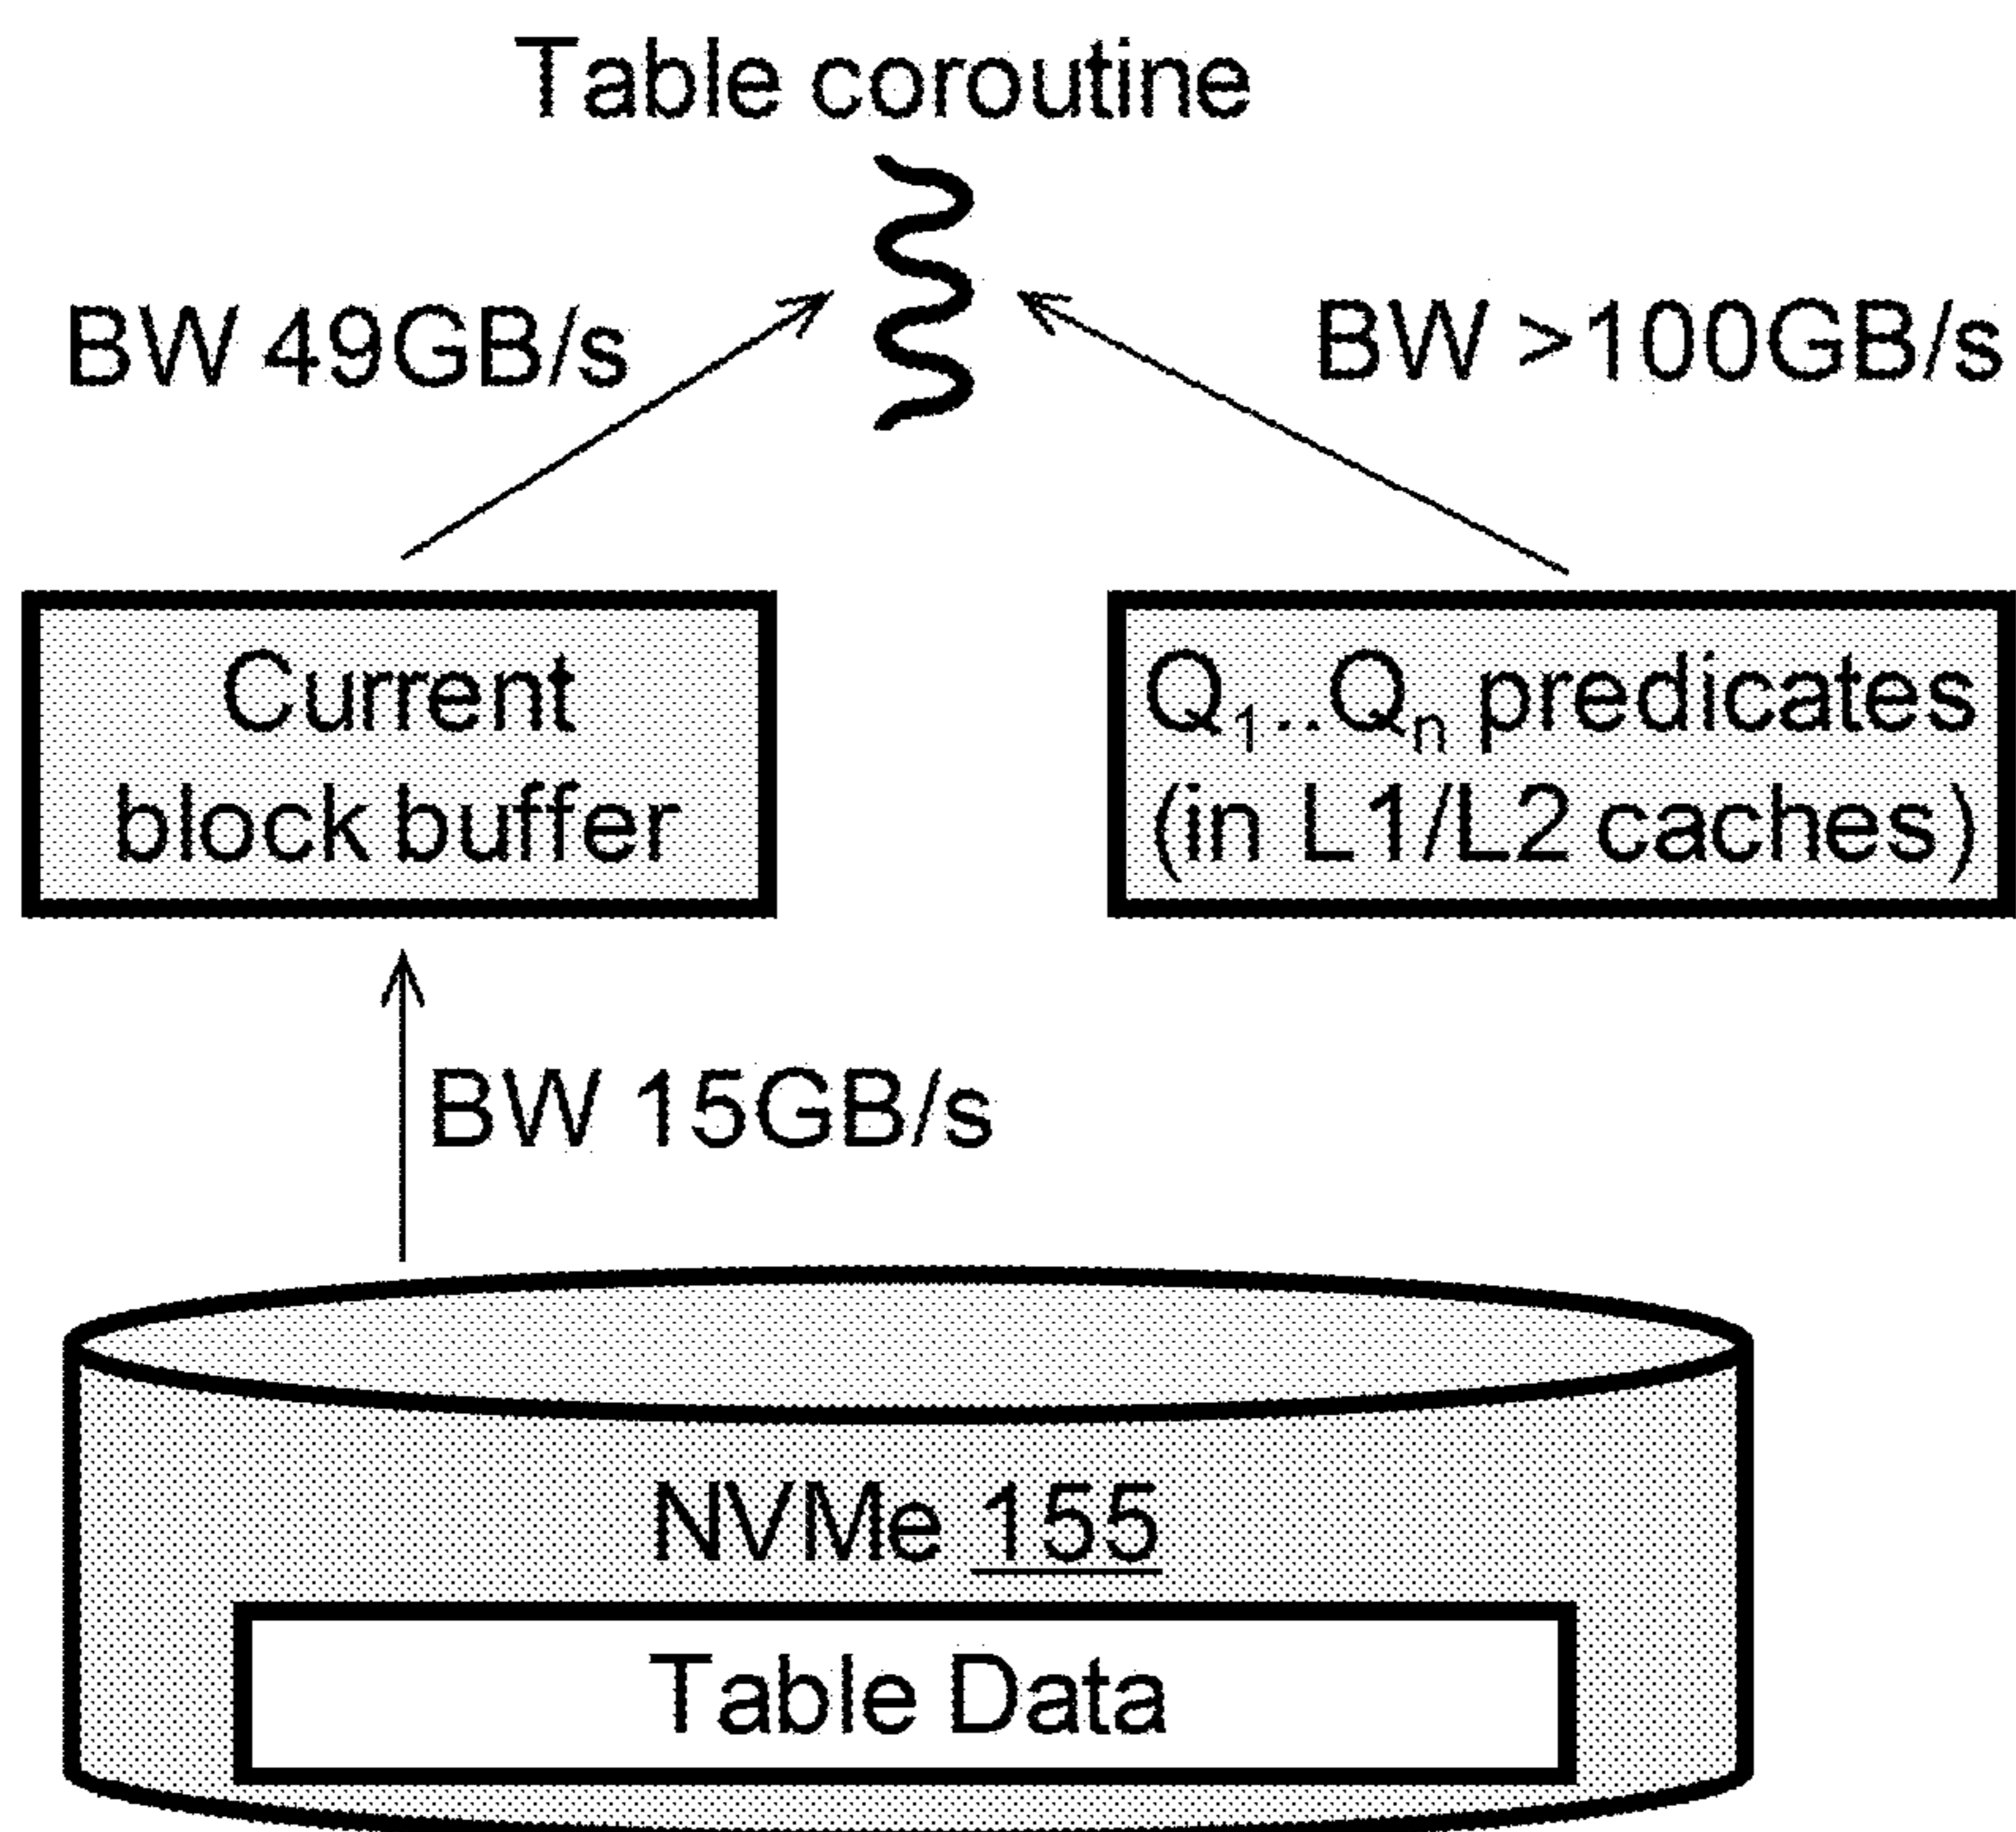 Table coroutine
BW 49GB/s
BW >100GB/s
Current
block buffer
Q₁..Qₙ predicates
(in L1/L2 caches)
BW 15GB/s
NVMe 155
Table Data